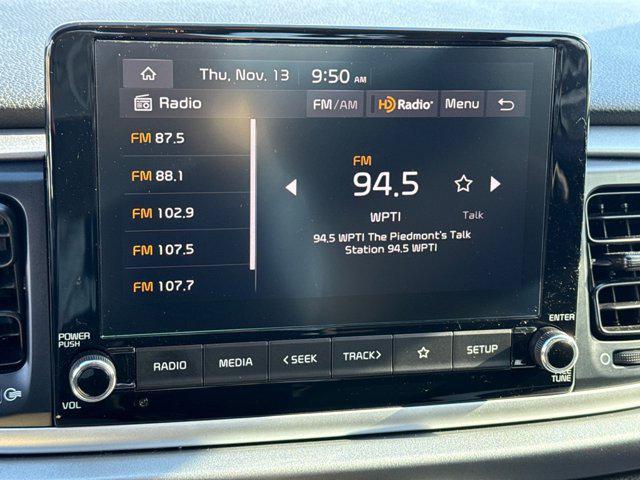 Thu, Nov, 13 9:50 AM
Radio FM/AM HD Radio Menu
FM 87.5
FM 88.1
FM 102.9
FM 107.5
FM 107.7
FM
94.5
WPTI Talk
94.5 WPTI The Piedmont's Talk
Station 94.5 WPTI
POWER
PUSH
VOL
RADIO MEDIA < SEEK TRACK > SETUP
ENTER
TUNE